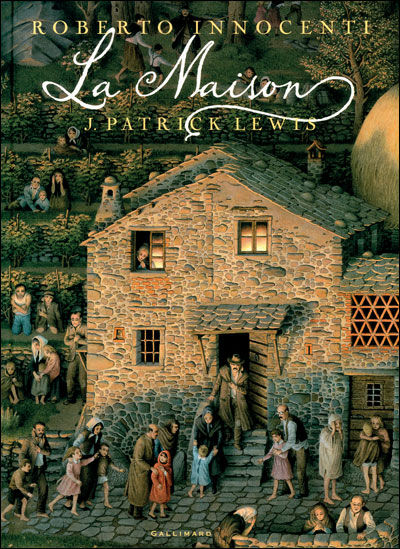 ROBERTO INNOCENTI
La Maison
J. PATRICK LEWIS
GALLIMARD